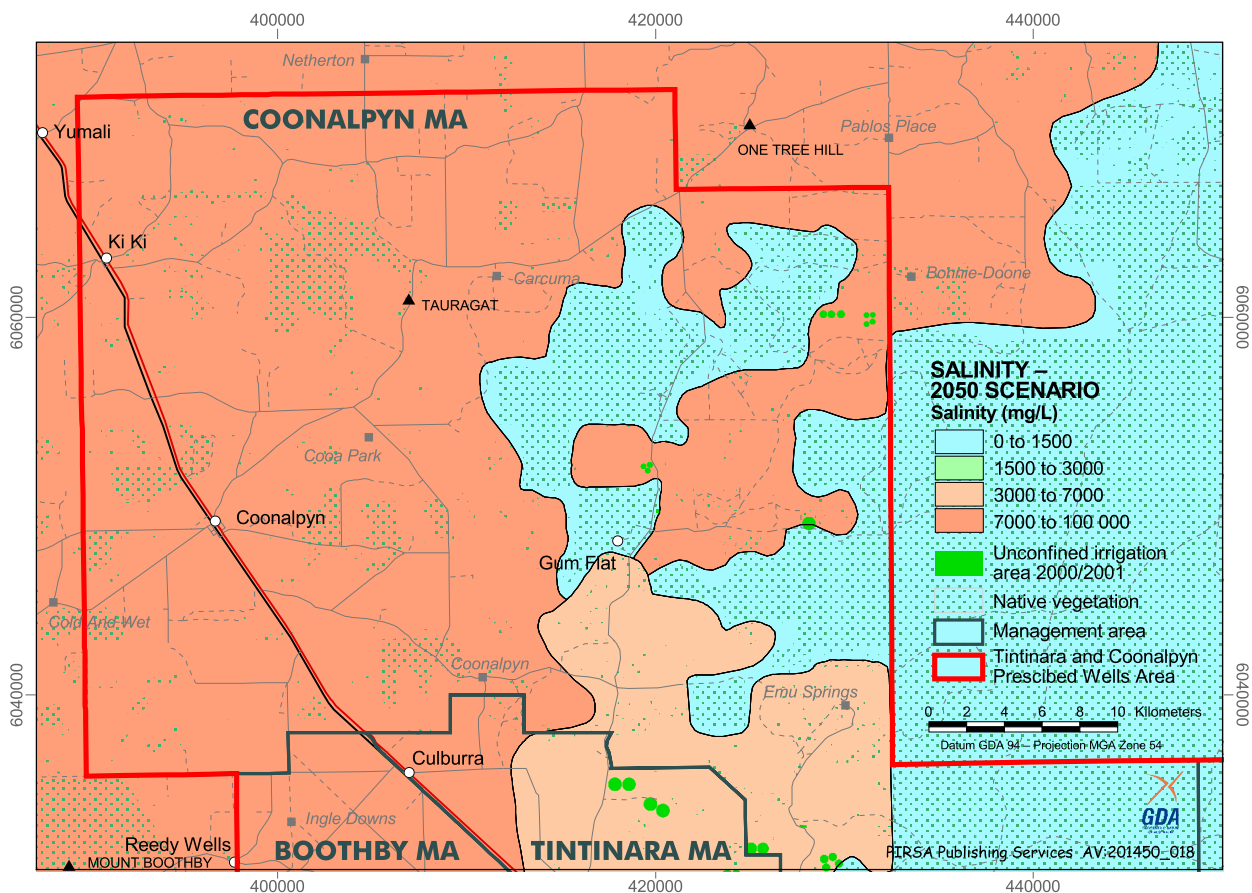 400000
420000
440000
Netherton
COONALPYN MA
Yumali
Pablos Place
ONE TREE HILL
Ki Ki
Carcuma
Bonnie-Doone
TAURAGAT
6060000
6060000
SALINITY –
2050 SCENARIO
Salinity (mg/L)
0 to 1500
1500 to 3000
3000 to 7000
7000 to 100 000
Cooa Park
Coonalpyn
Gum Flat
Unconfined irrigation
area 2000/2001
Native vegetation
Management area
Tintinara and Coonalpyn
Prescibed Wells Area
Cold And Wet
Coonalpyn
Emu Springs
6040000
6040000
0 2 4 6 8 10 Kilometers
Datum GDA 94 – Projection MGA Zone 54
Culburra
GDA
Ingle Downs
Reedy Wells
BOOTHBY MA
TINTINARA MA
PIRSA Publishing Services AV:201450_018
MOUNT BOOTHBY
400000
420000
440000